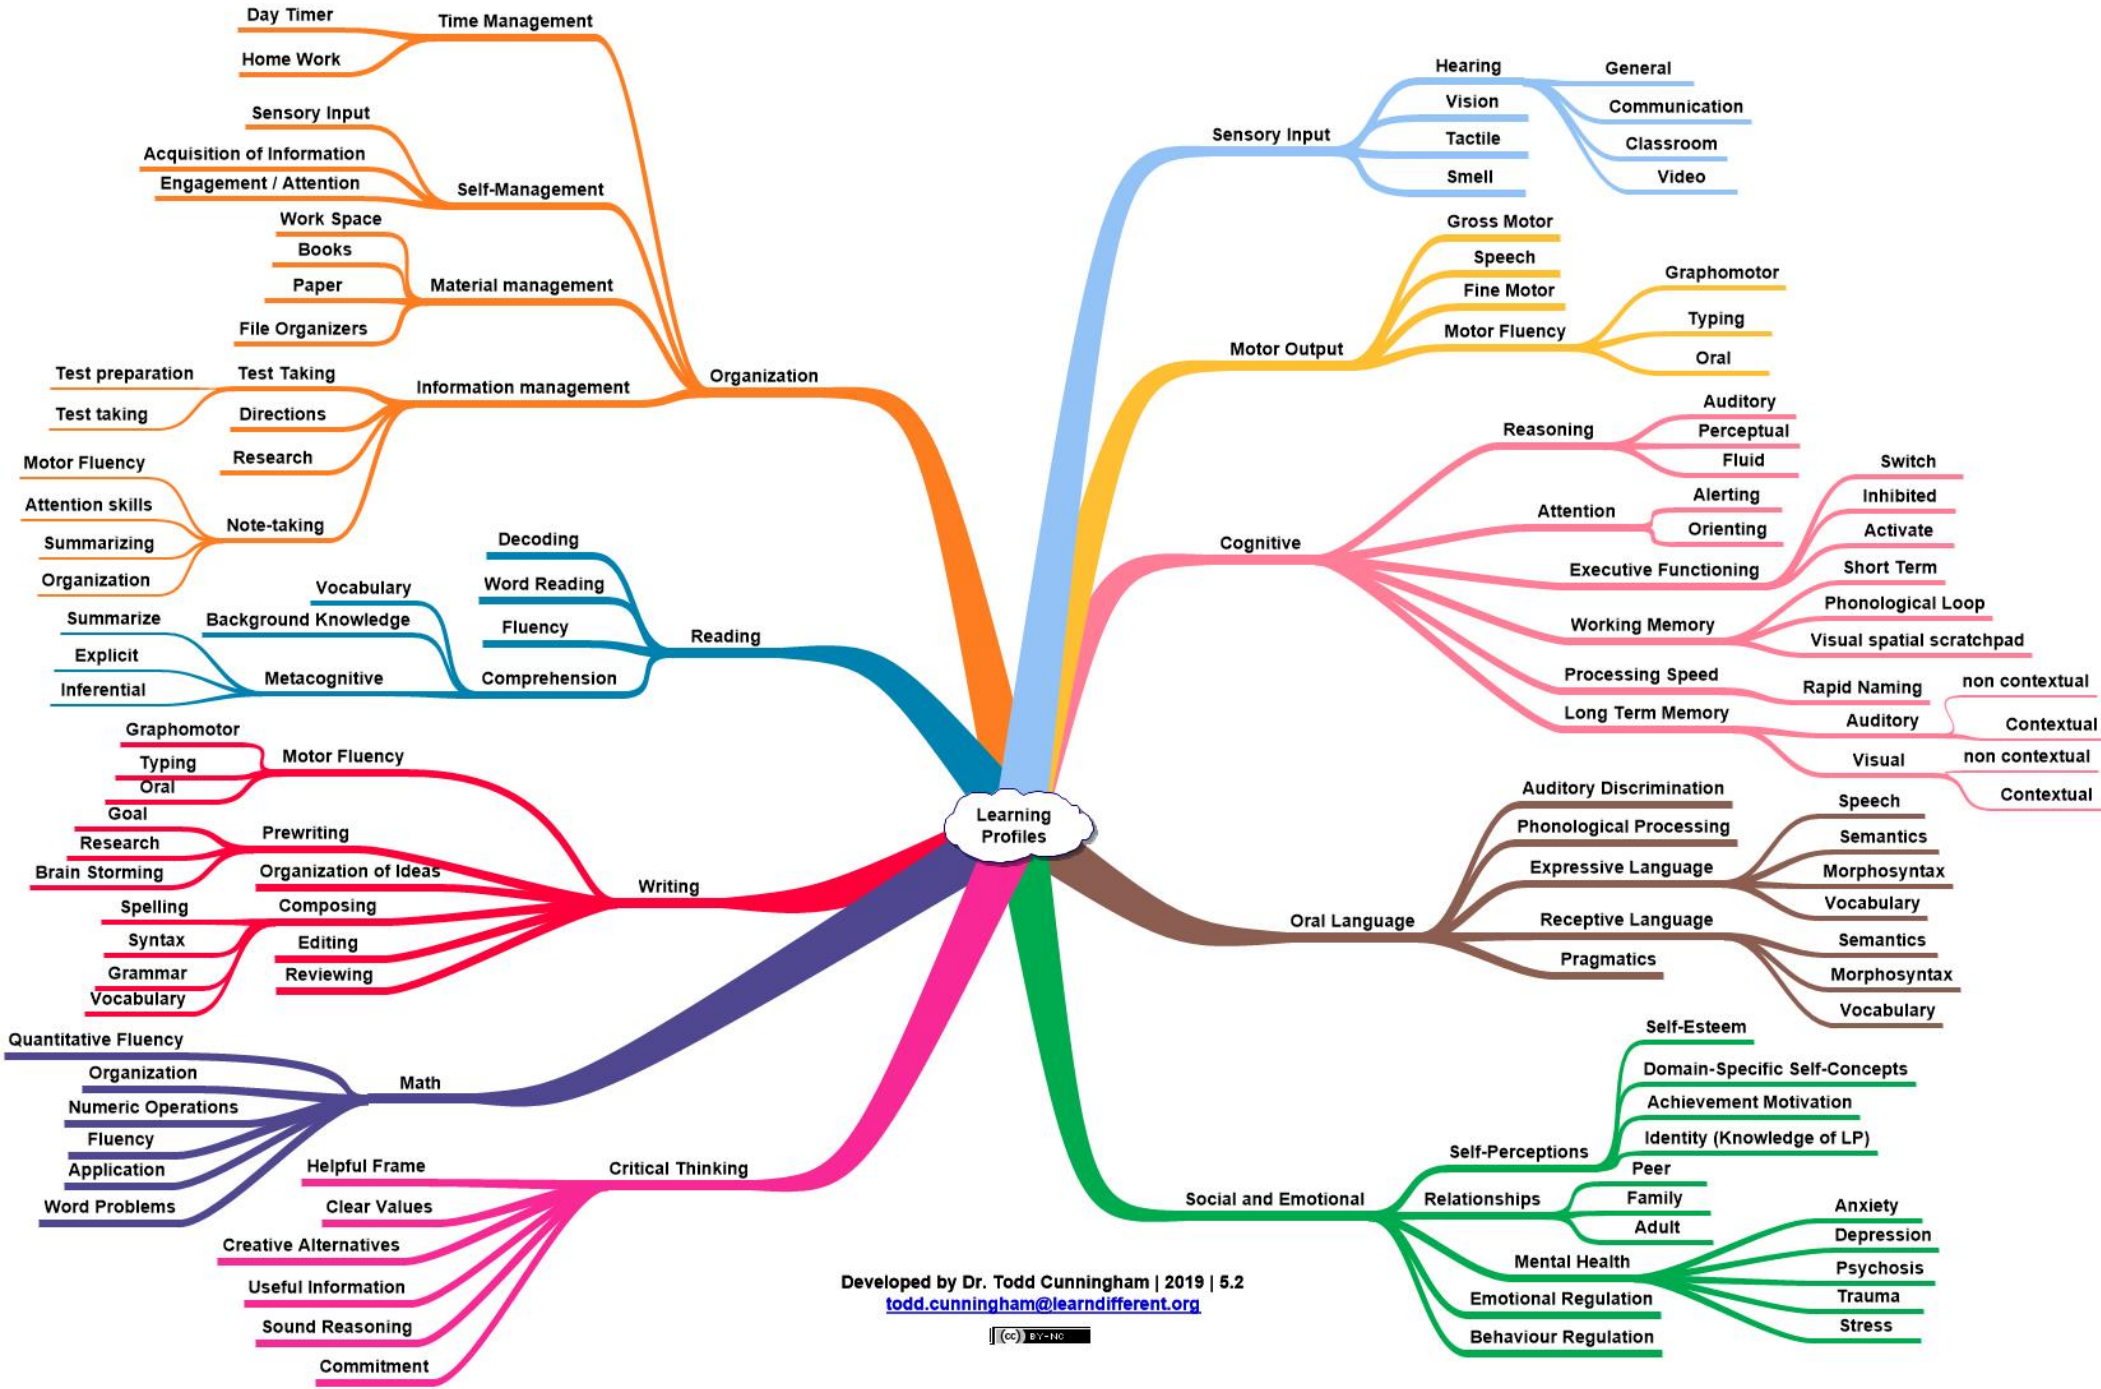 Learning
Profiles
Organization
Time Management
Day Timer
Home Work
Self-Management
Sensory Input
Acquisition of Information
Engagement / Attention
Material management
Work Space
Books
Paper
File Organizers
Information management
Test Taking
Test preparation
Test taking
Directions
Research
Note-taking
Motor Fluency
Attention skills
Summarizing
Organization
Reading
Decoding
Word Reading
Fluency
Comprehension
Vocabulary
Background Knowledge
Metacognitive
Summarize
Explicit
Inferential
Writing
Motor Fluency
Graphomotor
Typing
Oral
Prewriting
Goal
Research
Brain Storming
Organization of Ideas
Composing
Spelling
Syntax
Grammar
Vocabulary
Editing
Reviewing
Math
Quantitative Fluency
Organization
Numeric Operations
Fluency
Application
Word Problems
Critical Thinking
Helpful Frame
Clear Values
Creative Alternatives
Useful Information
Sound Reasoning
Commitment
Sensory Input
Hearing
General
Communication
Classroom
Video
Vision
Tactile
Smell
Motor Output
Gross Motor
Speech
Fine Motor
Motor Fluency
Graphomotor
Typing
Oral
Cognitive
Reasoning
Auditory
Perceptual
Fluid
Attention
Alerting
Orienting
Executive Functioning
Switch
Inhibited
Activate
Working Memory
Short Term
Phonological Loop
Visual spatial scratchpad
Processing Speed
Rapid Naming
Long Term Memory
Auditory
non contextual
Contextual
Visual
non contextual
Contextual
Oral Language
Auditory Discrimination
Phonological Processing
Expressive Language
Speech
Semantics
Morphosyntax
Vocabulary
Receptive Language
Semantics
Morphosyntax
Vocabulary
Pragmatics
Social and Emotional
Self-Perceptions
Self-Esteem
Domain-Specific Self-Concepts
Achievement Motivation
Identity (Knowledge of LP)
Relationships
Peer
Family
Adult
Mental Health
Anxiety
Depression
Psychosis
Trauma
Stress
Emotional Regulation
Behaviour Regulation
Developed by Dr. Todd Cunningham | 2019 | 5.2
todd.cunningham@learndifferent.org
(cc) BY-NC